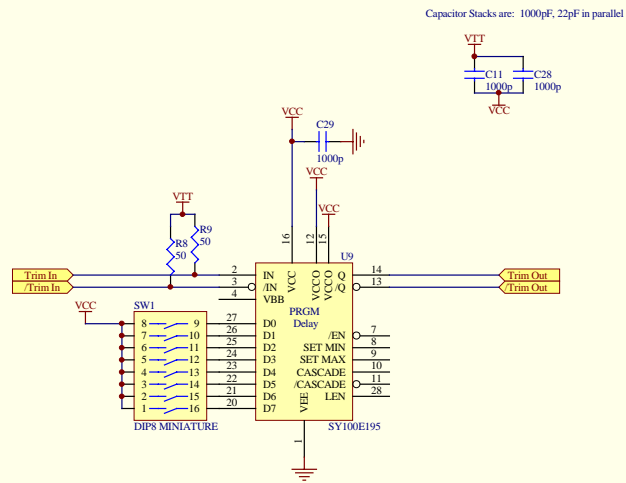 Capacitor Stacks are: 1000pF, 22pF in parallel
VTT
C11 C28
1000p 1000p
VCC
VCC
C29
1000p
VCC
VCC
VTT
R9
50
R8
50
16 12 15
U9
Trim In 2 IN VCC VCCO VCCO Q 14 Trim Out
/Trim In 3 /IN /Q 13 /Trim Out
4 VBB
PRGM
Delay
VCC
SW1
8 9 27 D0
7 10 26 D1 /EN 7
6 11 25 D2 SET MIN 8
5 12 24 D3 SET MAX 9
4 13 23 D4 CASCADE 10
3 14 22 D5 /CASCADE 11
2 15 21 D6 VEE LEN 28
1 16 20 D7
DIP8 MINIATURE
SY100E195
1